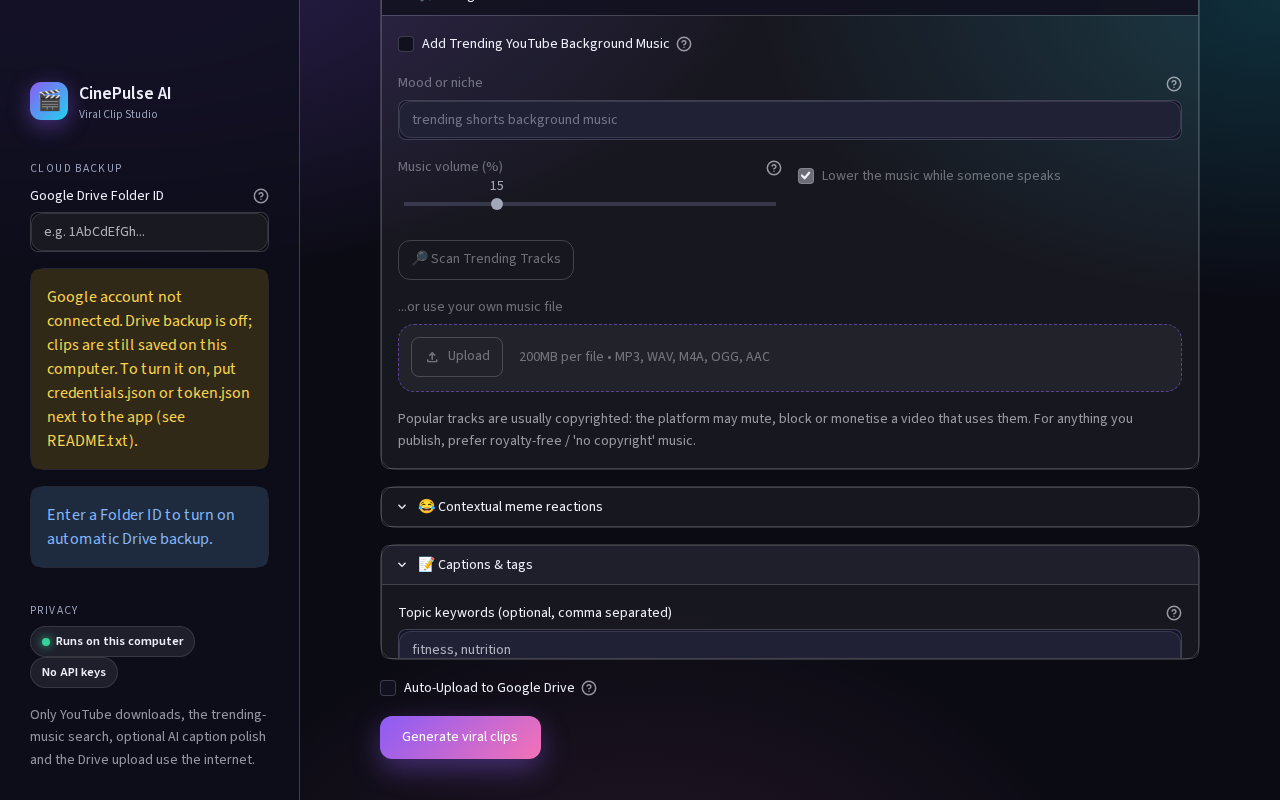 CinePulse AI
Viral Clip Studio
CLOUD BACKUP
Google Drive Folder ID
e.g. 1AbCdEfGh...
Google account not
connected. Drive backup is off;
clips are still saved on this
computer. To turn it on, put
credentials.json or token.json
next to the app (see
README.txt).
Enter a Folder ID to turn on
automatic Drive backup.
PRIVACY
Runs on this computer
No API keys
Only YouTube downloads, the trending-
music search, optional AI caption polish
and the Drive upload use the internet.
Add Trending YouTube Background Music
Mood or niche
trending shorts background music
Music volume (%)
15
Lower the music while someone speaks
🔎 Scan Trending Tracks
...or use your own music file
Upload
200MB per file • MP3, WAV, M4A, OGG, AAC
Popular tracks are usually copyrighted: the platform may mute, block or monetise a video that uses them. For anything you
publish, prefer royalty-free / 'no copyright' music.
😂 Contextual meme reactions
📝 Captions & tags
Topic keywords (optional, comma separated)
fitness, nutrition
Auto-Upload to Google Drive
Generate viral clips